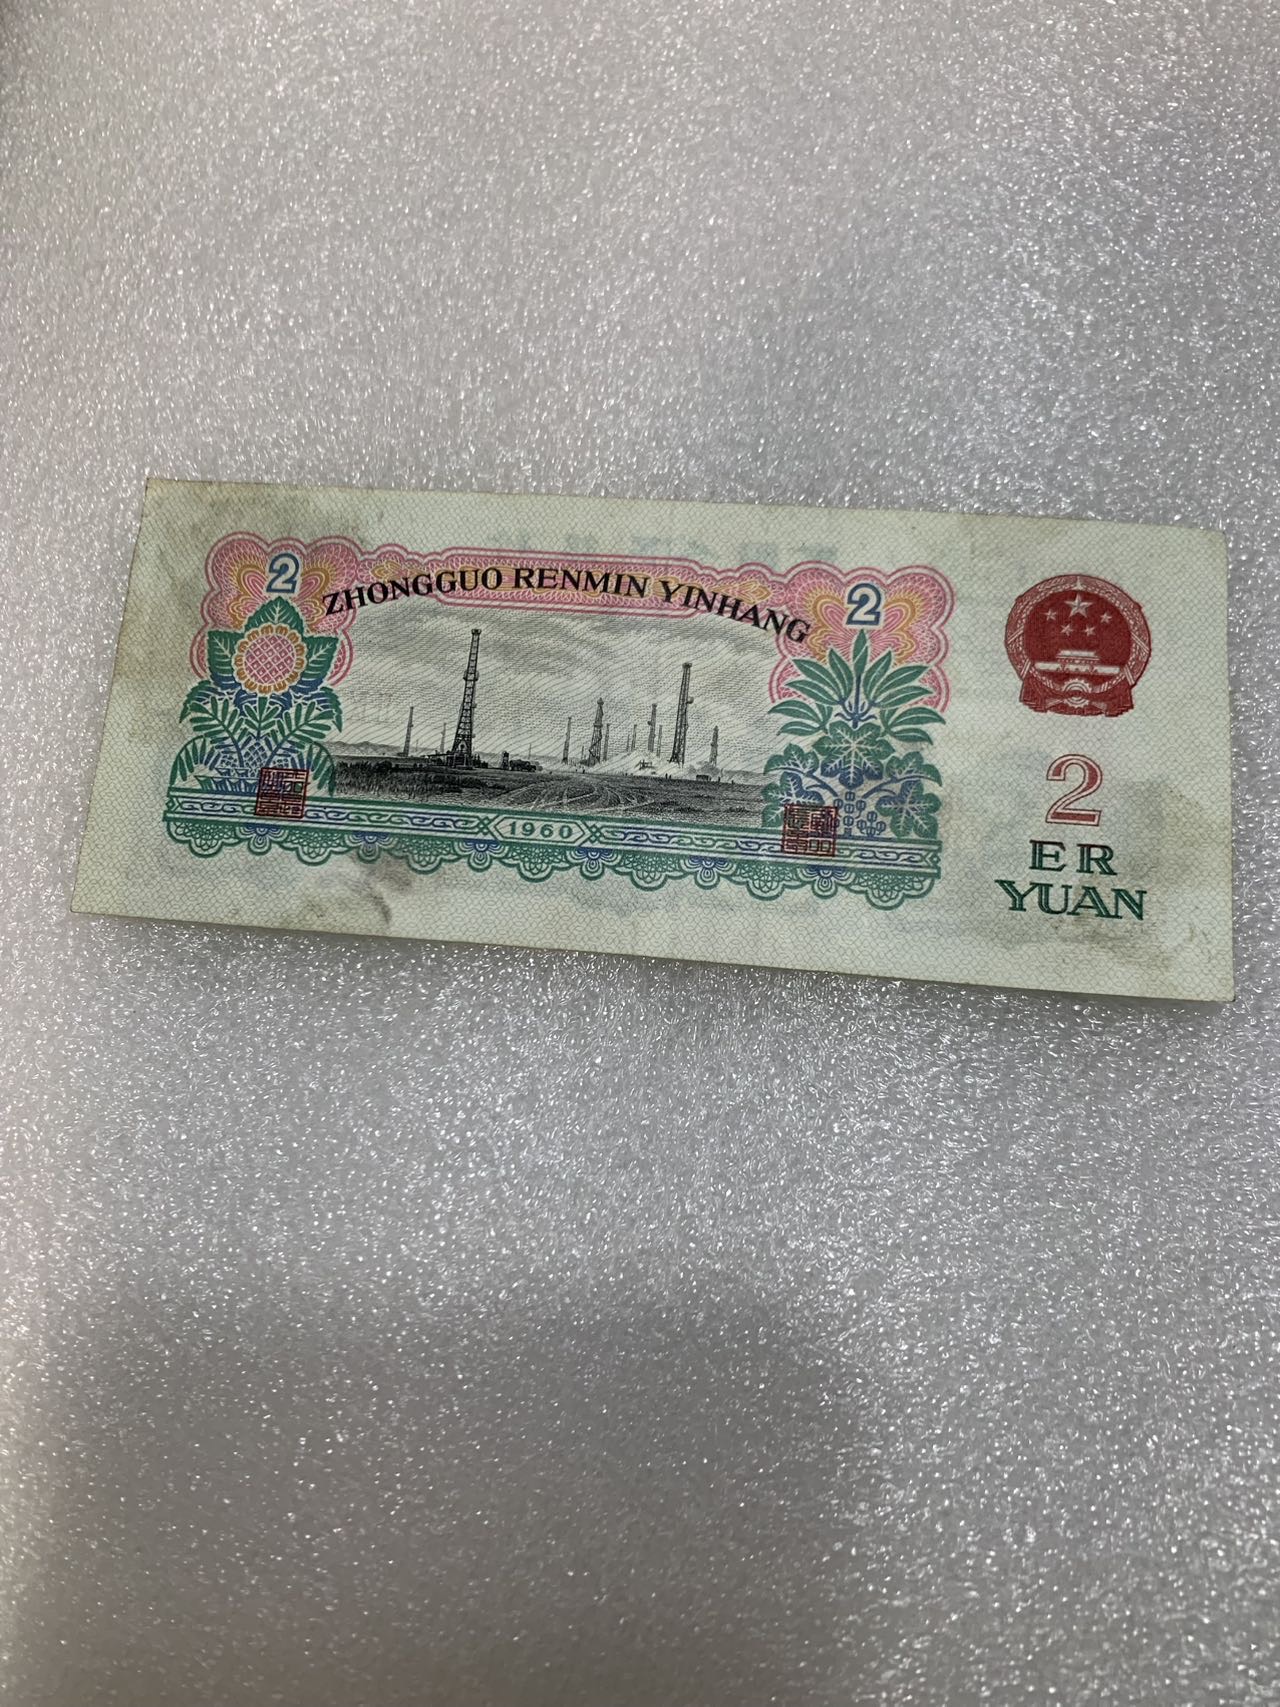 2
ZHONGGUO RENMIN YINHANG
2
1960
2
ER
YUAN